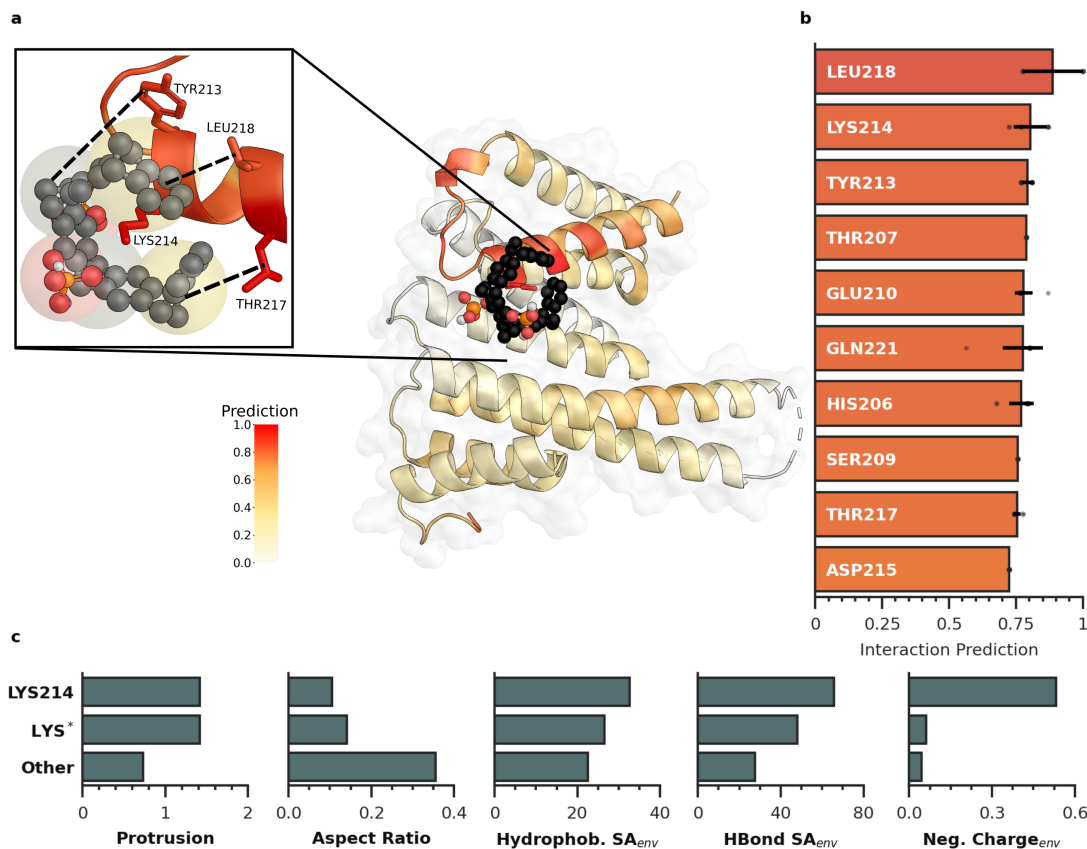 a
TYR213
LEU218
LYS214
THR217
Prediction
1.0
0.8
0.6
0.4
0.2
0.0
b
LEU218
LYS214
TYR213
THR207
GLU210
GLN221
HIS206
SER209
THR217
ASP215
0 0.25 0.5 0.75 1
Interaction Prediction
c
LYS214
LYS*
Other
0 1 2
Protrusion
0.0 0.2 0.4
Aspect Ratio
0 20 40
Hydrophob. SAenv
0 40 80
HBond SAenv
0.0 0.3 0.6
Neg. Chargeenv